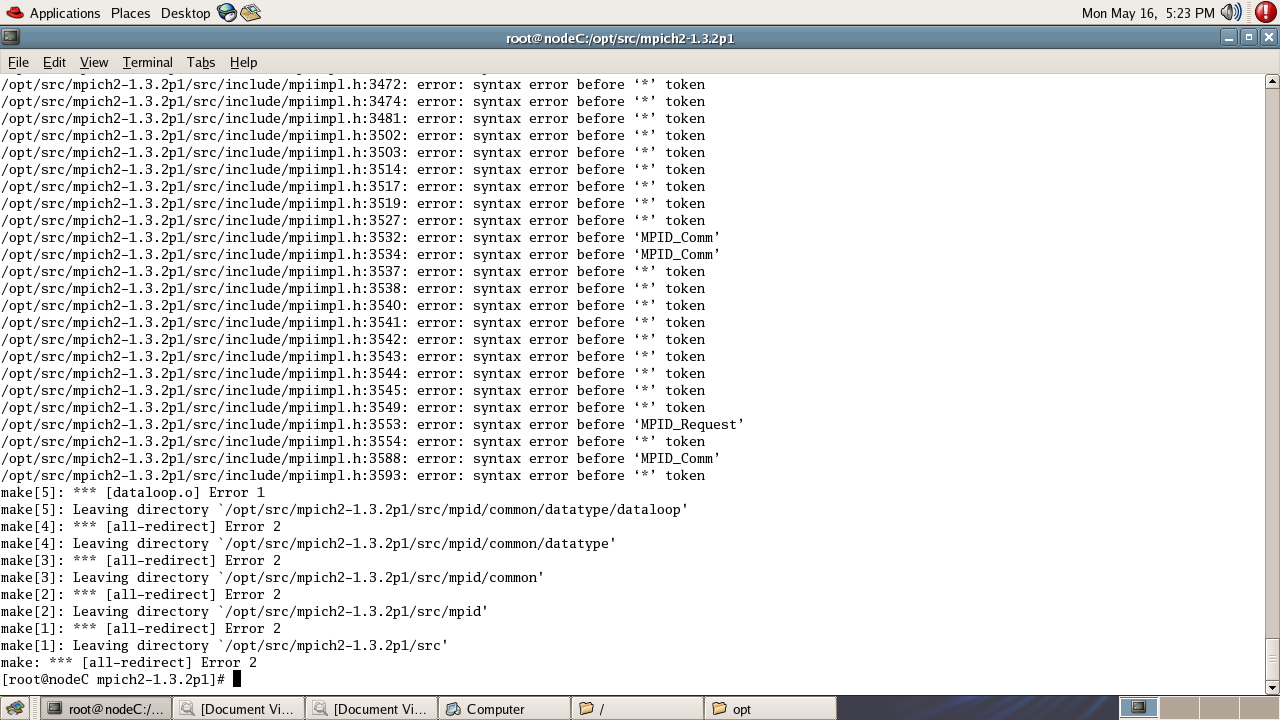 Applications Places Desktop Mon May 16, 5:23 PM
root@nodeC:/opt/src/mpich2-1.3.2p1
File Edit View Terminal Tabs Help
/opt/src/mpich2-1.3.2p1/src/include/mpiimpl.h:3472: error: syntax error before ‘*’ token
/opt/src/mpich2-1.3.2p1/src/include/mpiimpl.h:3474: error: syntax error before ‘*’ token
/opt/src/mpich2-1.3.2p1/src/include/mpiimpl.h:3481: error: syntax error before ‘*’ token
/opt/src/mpich2-1.3.2p1/src/include/mpiimpl.h:3502: error: syntax error before ‘*’ token
/opt/src/mpich2-1.3.2p1/src/include/mpiimpl.h:3503: error: syntax error before ‘*’ token
/opt/src/mpich2-1.3.2p1/src/include/mpiimpl.h:3514: error: syntax error before ‘*’ token
/opt/src/mpich2-1.3.2p1/src/include/mpiimpl.h:3517: error: syntax error before ‘*’ token
/opt/src/mpich2-1.3.2p1/src/include/mpiimpl.h:3519: error: syntax error before ‘*’ token
/opt/src/mpich2-1.3.2p1/src/include/mpiimpl.h:3527: error: syntax error before ‘*’ token
/opt/src/mpich2-1.3.2p1/src/include/mpiimpl.h:3532: error: syntax error before ‘MPID_Comm’
/opt/src/mpich2-1.3.2p1/src/include/mpiimpl.h:3534: error: syntax error before ‘MPID_Comm’
/opt/src/mpich2-1.3.2p1/src/include/mpiimpl.h:3537: error: syntax error before ‘*’ token
/opt/src/mpich2-1.3.2p1/src/include/mpiimpl.h:3538: error: syntax error before ‘*’ token
/opt/src/mpich2-1.3.2p1/src/include/mpiimpl.h:3540: error: syntax error before ‘*’ token
/opt/src/mpich2-1.3.2p1/src/include/mpiimpl.h:3541: error: syntax error before ‘*’ token
/opt/src/mpich2-1.3.2p1/src/include/mpiimpl.h:3542: error: syntax error before ‘*’ token
/opt/src/mpich2-1.3.2p1/src/include/mpiimpl.h:3543: error: syntax error before ‘*’ token
/opt/src/mpich2-1.3.2p1/src/include/mpiimpl.h:3544: error: syntax error before ‘*’ token
/opt/src/mpich2-1.3.2p1/src/include/mpiimpl.h:3545: error: syntax error before ‘*’ token
/opt/src/mpich2-1.3.2p1/src/include/mpiimpl.h:3549: error: syntax error before ‘*’ token
/opt/src/mpich2-1.3.2p1/src/include/mpiimpl.h:3553: error: syntax error before ‘MPID_Request’
/opt/src/mpich2-1.3.2p1/src/include/mpiimpl.h:3554: error: syntax error before ‘*’ token
/opt/src/mpich2-1.3.2p1/src/include/mpiimpl.h:3588: error: syntax error before ‘MPID_Comm’
/opt/src/mpich2-1.3.2p1/src/include/mpiimpl.h:3593: error: syntax error before ‘*’ token
make[5]: *** [dataloop.o] Error 1
make[5]: Leaving directory `/opt/src/mpich2-1.3.2p1/src/mpid/common/datatype/dataloop'
make[4]: *** [all-redirect] Error 2
make[4]: Leaving directory `/opt/src/mpich2-1.3.2p1/src/mpid/common/datatype'
make[3]: *** [all-redirect] Error 2
make[3]: Leaving directory `/opt/src/mpich2-1.3.2p1/src/mpid/common'
make[2]: *** [all-redirect] Error 2
make[2]: Leaving directory `/opt/src/mpich2-1.3.2p1/src/mpid'
make[1]: *** [all-redirect] Error 2
make[1]: Leaving directory `/opt/src/mpich2-1.3.2p1/src'
make: *** [all-redirect] Error 2
[root@nodeC mpich2-1.3.2p1]#
root@nodeC:/... [Document Vi... [Document Vi... Computer / opt